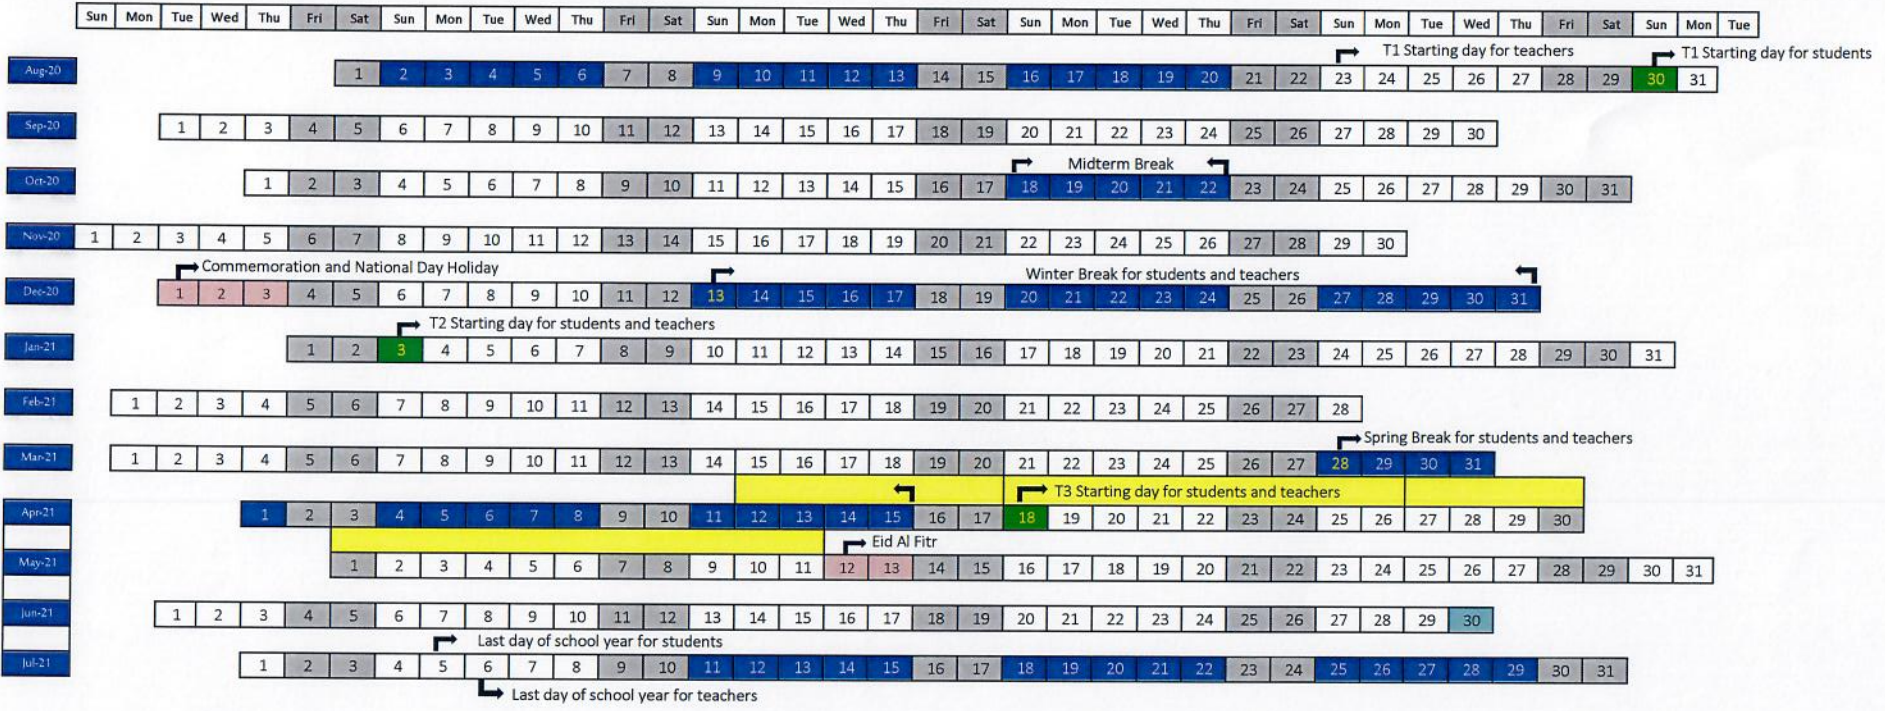 Sun Mon Tue Wed Thu Fri Sat Sun Mon Tue Wed Thu Fri Sat Sun Mon Tue Wed Thu Fri Sat Sun Mon Tue Wed Thu Fri Sat Sun Mon Tue Wed Thu Fri Sat Sun Mon Tue
T1 Starting day for teachers T1 Starting day for students
Aug-20 1 2 3 4 5 6 7 8 9 10 11 12 13 14 15 16 17 18 19 20 21 22 23 24 25 26 27 28 29 30 31
Sep-20 1 2 3 4 5 6 7 8 9 10 11 12 13 14 15 16 17 18 19 20 21 22 23 24 25 26 27 28 29 30
Midterm Break
Oct-20 1 2 3 4 5 6 7 8 9 10 11 12 13 14 15 16 17 18 19 20 21 22 23 24 25 26 27 28 29 30 31
Nov-20 1 2 3 4 5 6 7 8 9 10 11 12 13 14 15 16 17 18 19 20 21 22 23 24 25 26 27 28 29 30
Commemoration and National Day Holiday Winter Break for students and teachers
Dec-20 1 2 3 4 5 6 7 8 9 10 11 12 13 14 15 16 17 18 19 20 21 22 23 24 25 26 27 28 29 30 31
T2 Starting day for students and teachers
Jan-21 1 2 3 4 5 6 7 8 9 10 11 12 13 14 15 16 17 18 19 20 21 22 23 24 25 26 27 28 29 30 31
Feb-21 1 2 3 4 5 6 7 8 9 10 11 12 13 14 15 16 17 18 19 20 21 22 23 24 25 26 27 28
Spring Break for students and teachers
Mar-21 1 2 3 4 5 6 7 8 9 10 11 12 13 14 15 16 17 18 19 20 21 22 23 24 25 26 27 28 29 30 31
T3 Starting day for students and teachers
Apr-21 1 2 3 4 5 6 7 8 9 10 11 12 13 14 15 16 17 18 19 20 21 22 23 24 25 26 27 28 29 30
Eid Al Fitr
May-21 1 2 3 4 5 6 7 8 9 10 11 12 13 14 15 16 17 18 19 20 21 22 23 24 25 26 27 28 29 30 31
Jun-21 1 2 3 4 5 6 7 8 9 10 11 12 13 14 15 16 17 18 19 20 21 22 23 24 25 26 27 28 29 30
Last day of school year for students
Jul-21 1 2 3 4 5 6 7 8 9 10 11 12 13 14 15 16 17 18 19 20 21 22 23 24 25 26 27 28 29 30 31
Last day of school year for teachers